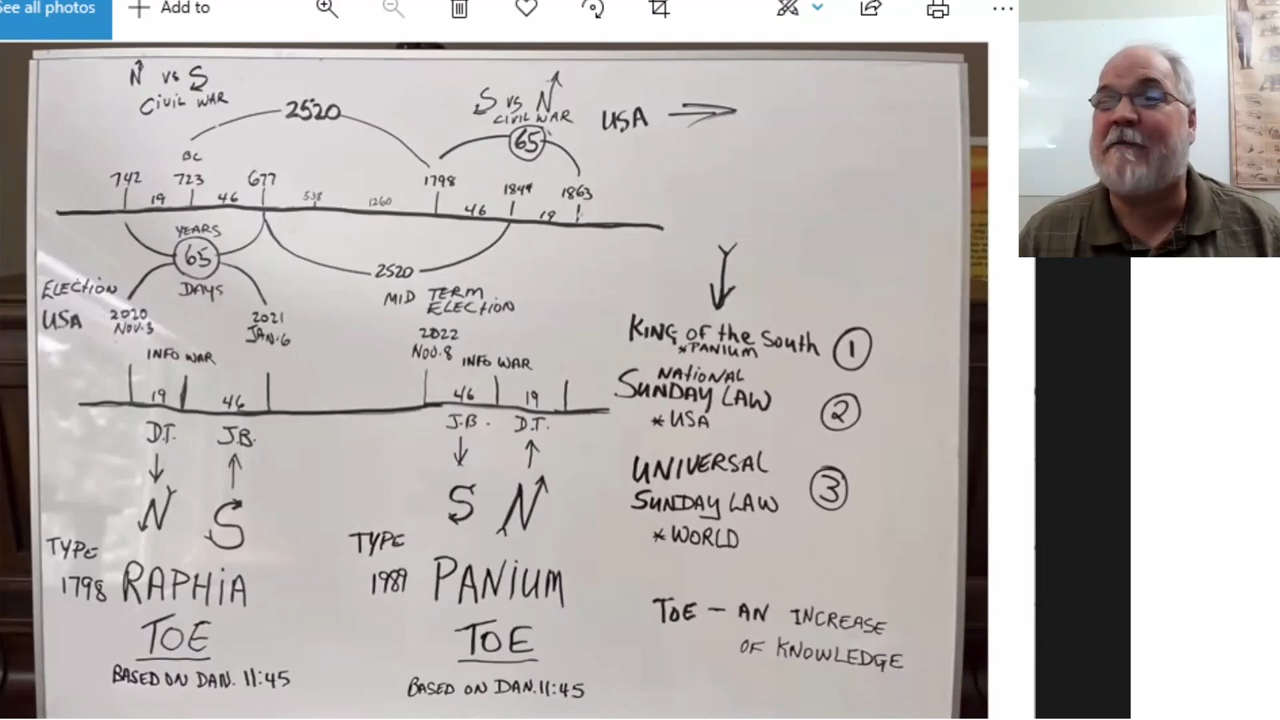 See all photos
Add to
N vs S
CIVIL WAR
2520
S vs N
CIVIL WAR
65
USA
BC
742
723
677
1798
1844
1863
19
46
538
1260
46
19
YEARS
65
DAYS
2520
ELECTION
USA
2020
NOV.3
2021
JAN.6
MID TERM
ELECTION
2022
NOV.8
INFO WAR
INFO WAR
19
46
46
19
D.T.
J.B.
J.B.
D.T.
N
S
S
N
TYPE
1798
RAPHIA
TOE
BASED ON DAN. 11:45
TYPE
1989
PANIUM
TOE
BASED ON DAN. 11:45
KING OF the South
*PANIUM
1
NATIONAL
SUNDAY LAW
* USA
2
UNIVERSAL
SUNDAY LAW
* WORLD
3
TOE - AN INCREASE
OF KNOWLEDGE